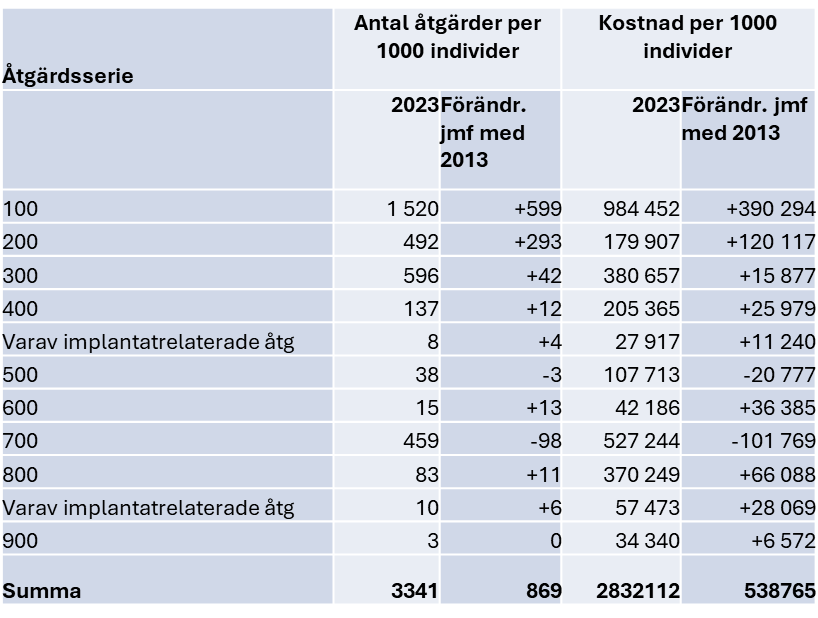 Åtgärdsserie Antal åtgärder per 1000 individer Kostnad per 1000 individer
2023 Förändr. jmf med 2013 2023 Förändr. jmf med 2013
100 1 520 +599 984 452 +390 294
200 492 +293 179 907 +120 117
300 596 +42 380 657 +15 877
400 137 +12 205 365 +25 979
Varav implantatrelaterade åtg 8 +4 27 917 +11 240
500 38 -3 107 713 -20 777
600 15 +13 42 186 +36 385
700 459 -98 527 244 -101 769
800 83 +11 370 249 +66 088
Varav implantatrelaterade åtg 10 +6 57 473 +28 069
900 3 0 34 340 +6 572
Summa 3341 869 2832112 538765